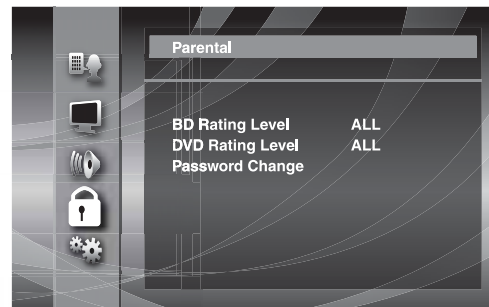 Parental
BD Rating Level ALL
DVD Rating Level ALL
Password Change